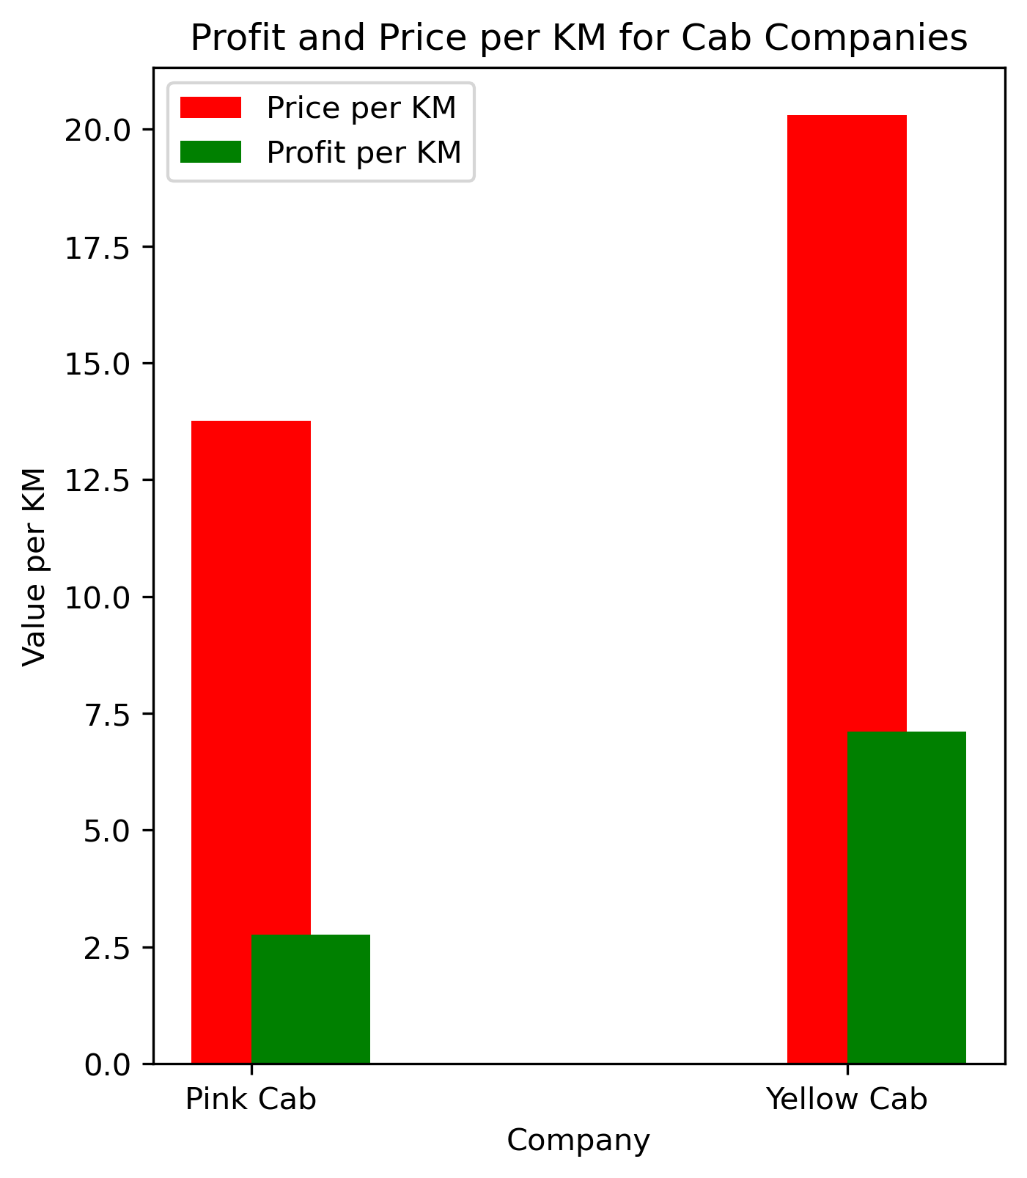 Profit and Price per KM for Cab Companies
Price per KM
Profit per KM
20.0
17.5
15.0
12.5
10.0
7.5
5.0
2.5
0.0
Value per KM
Pink Cab
Yellow Cab
Company